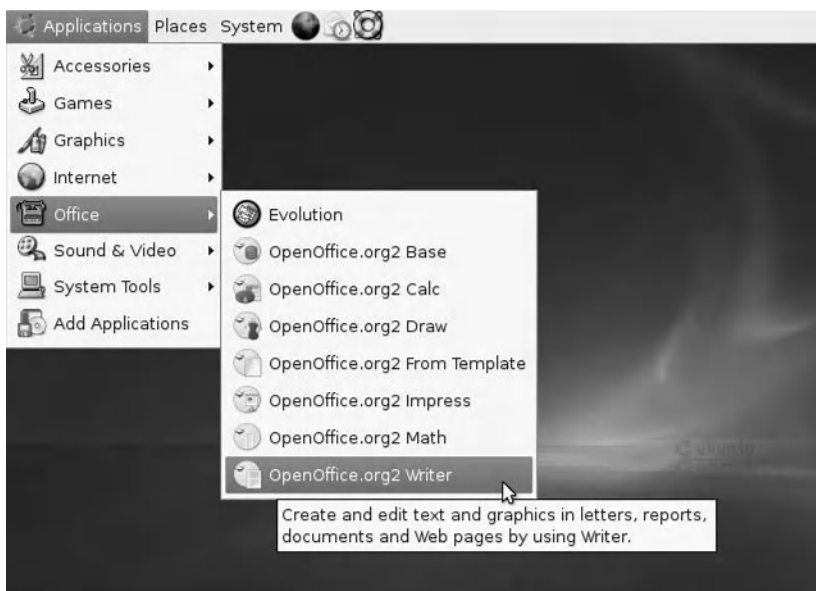 Applications Places System
Accessories
Games
Graphics
Internet
Office
Sound & Video
System Tools
Add Applications
Evolution
OpenOffice.org2 Base
OpenOffice.org2 Calc
OpenOffice.org2 Draw
OpenOffice.org2 From Template
OpenOffice.org2 Impress
OpenOffice.org2 Math
OpenOffice.org2 Writer
Create and edit text and graphics in letters, reports,
documents and Web pages by using Writer.
ubuntu